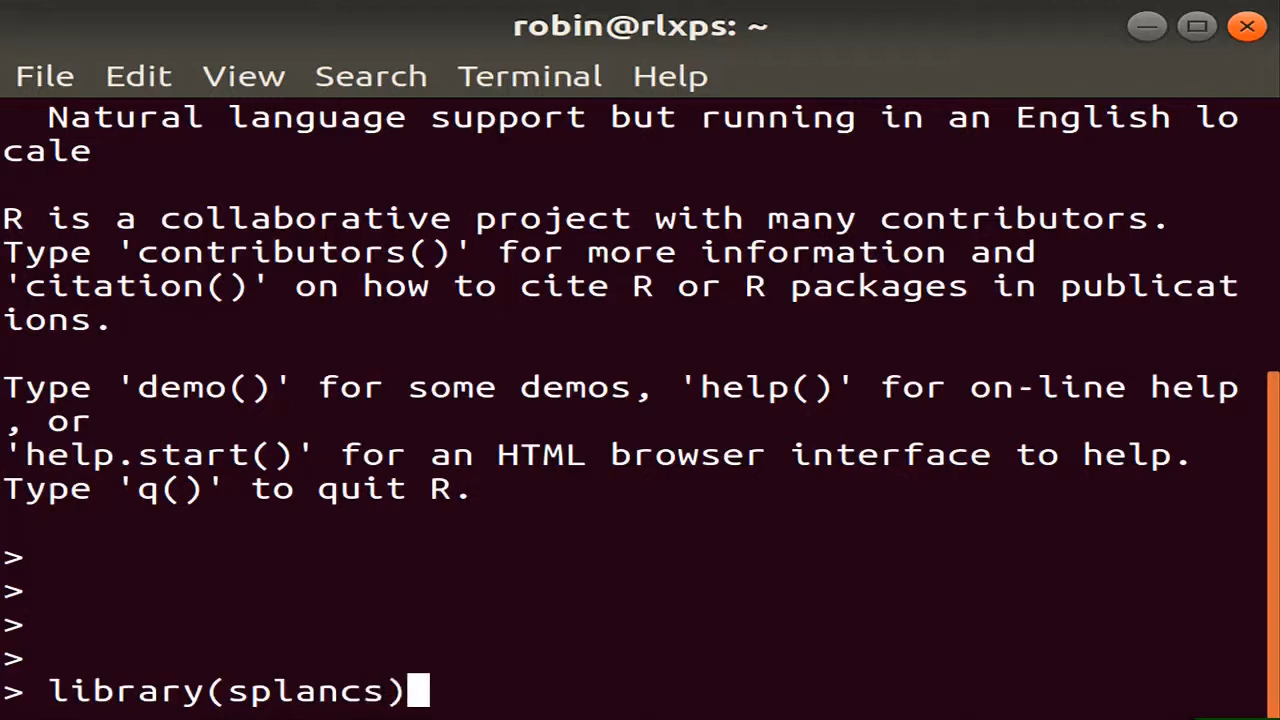 robin@rlxps: ~
File Edit View Search Terminal Help
Natural language support but running in an English lo
cale
R is a collaborative project with many contributors.
Type 'contributors()' for more information and
'citation()' on how to cite R or R packages in publicat
ions.
Type 'demo()' for some demos, 'help()' for on-line help
, or
'help.start()' for an HTML browser interface to help.
Type 'q()' to quit R.
>
>
>
>
> library(splancs)